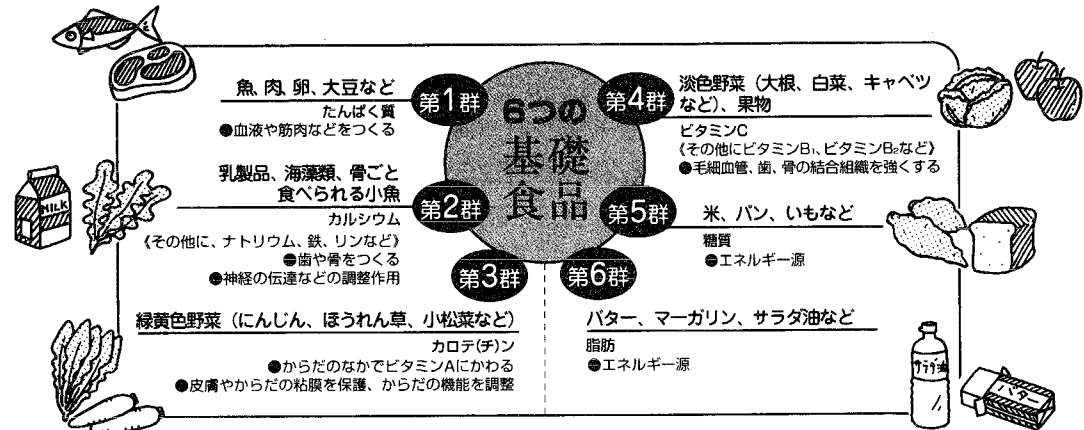 6つの
基礎
食品
第1群
魚、肉、卵、大豆など
たんぱく質
●血液や筋肉などをつくる
第2群
乳製品、海藻類、骨ごと
食べられる小魚
カルシウム
《その他に、ナトリウム、鉄、リンなど》
●歯や骨をつくる
●神経の伝達などの調整作用
MILK
第3群
緑黄色野菜（にんじん、ほうれん草、小松菜など）
カロテ(チ)ン
●からだのなかでビタミンAにかわる
●皮膚やからだの粘膜を保護、からだの機能を調整
第4群
淡色野菜（大根、白菜、キャベツ
など）、果物
ビタミンC
《その他にビタミンB₁、ビタミンB₂など》
●毛細血管、歯、骨の結合組織を強くする
第5群
米、パン、いもなど
糖質
●エネルギー源
第6群
バター、マーガリン、サラダ油など
脂肪
●エネルギー源
サラダ油
バター